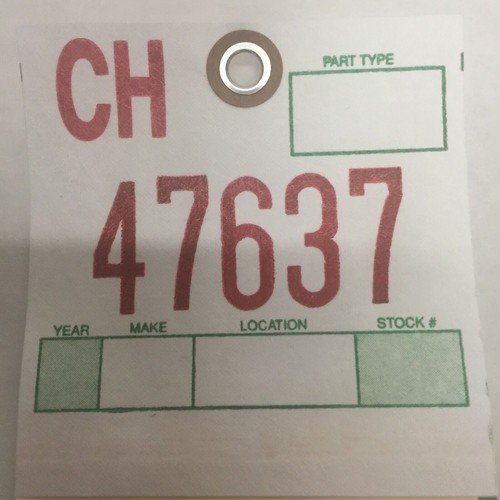 CH
PART TYPE
47637
YEAR MAKE LOCATION STOCK #